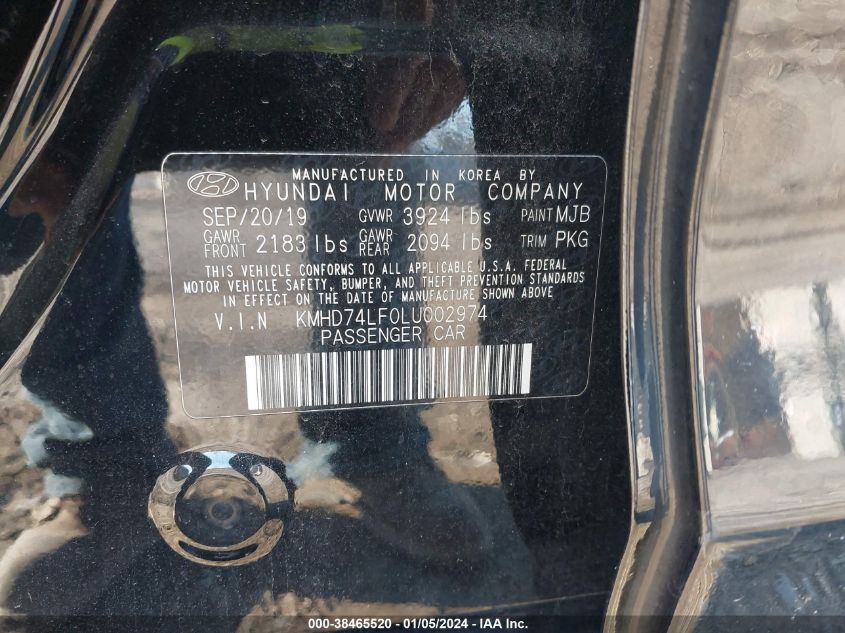 MANUFACTURED IN KOREA BY
HYUNDAI MOTOR COMPANY
SEP/20/19 GVWR 3924 lbs PAINT MJB
GAWR FRONT 2183 lbs GAWR REAR 2094 lbs TRIM PKG
THIS VEHICLE CONFORMS TO ALL APPLICABLE U.S.A. FEDERAL
MOTOR VEHICLE SAFETY, BUMPER, AND THEFT PREVENTION STANDARDS
IN EFFECT ON THE DATE OF MANUFACTURE SHOWN ABOVE
V.I.N KMHD74LF0LU002974
PASSENGER CAR
000-38465520 - 01/05/2024 - IAA Inc.